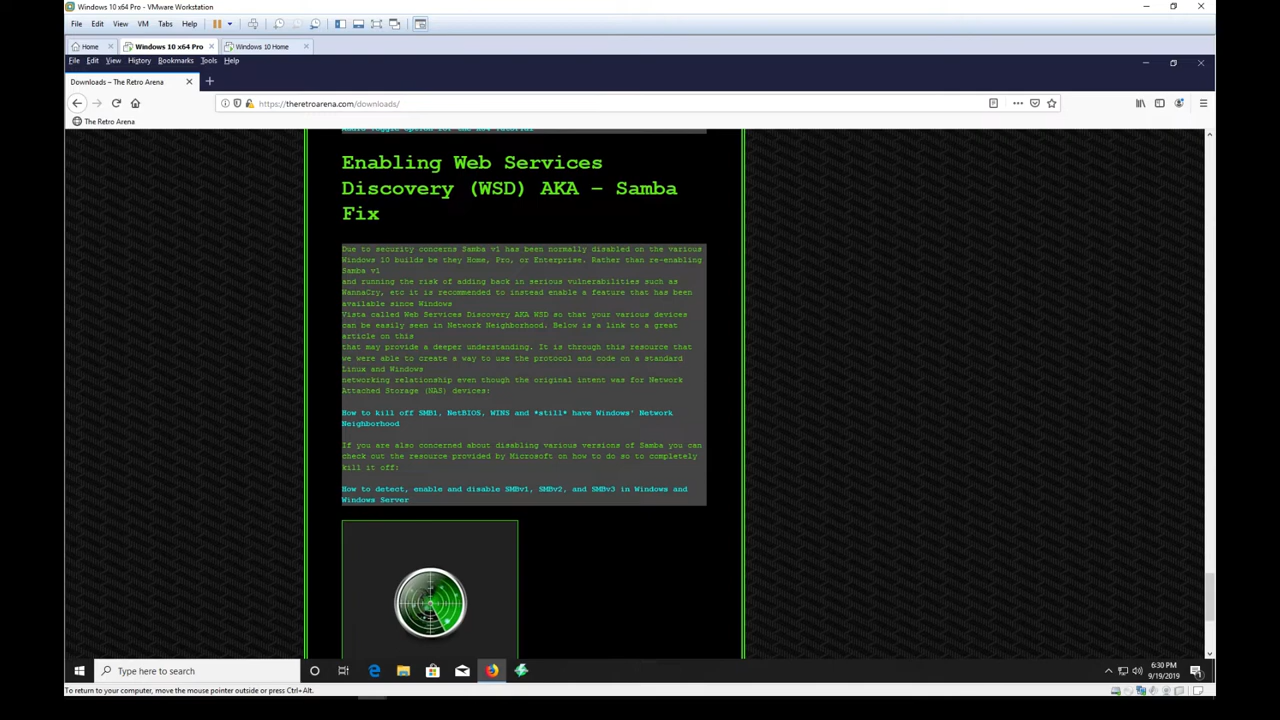 Windows 10 x64 Pro - VMware Workstation
File Edit View VM Tabs Help
Home Windows 10 x64 Pro Windows 10 Home
File Edit View History Bookmarks Tools Help
Downloads – The Retro Arena
https://theretroarena.com/downloads/
The Retro Arena
Enabling Web Services
Discovery (WSD) AKA – Samba
Fix
Due to security concerns Samba v1 has been normally disabled on the various
Windows 10 builds be they Home, Pro, or Enterprise. Rather than re-enabling
Samba v1
and running the risk of adding back in serious vulnerabilities such as
WannaCry, etc it is recommended to instead enable a feature that has been
available since Windows
Vista called Web Services Discovery AKA WSD so that your various devices
can be easily seen in Network Neighborhood. Below is a link to a great
article on this
that may provide a deeper understanding. It is through this resource that
we were able to create a way to use the protocol and code on a standard
Linux and Windows
networking relationship even though the original intent was for Network
Attached Storage (NAS) devices:
How to kill off SMB1, NetBIOS, WINS and *still* have Windows' Network
Neighborhood
If you are also concerned about disabling various versions of Samba you can
check out the resource provided by Microsoft on how to do so to completely
kill it off:
How to detect, enable and disable SMBv1, SMBv2, and SMBv3 in Windows and
Windows Server
Type here to search
6:30 PM
9/19/2019
To return to your computer, move the mouse pointer outside or press Ctrl+Alt.